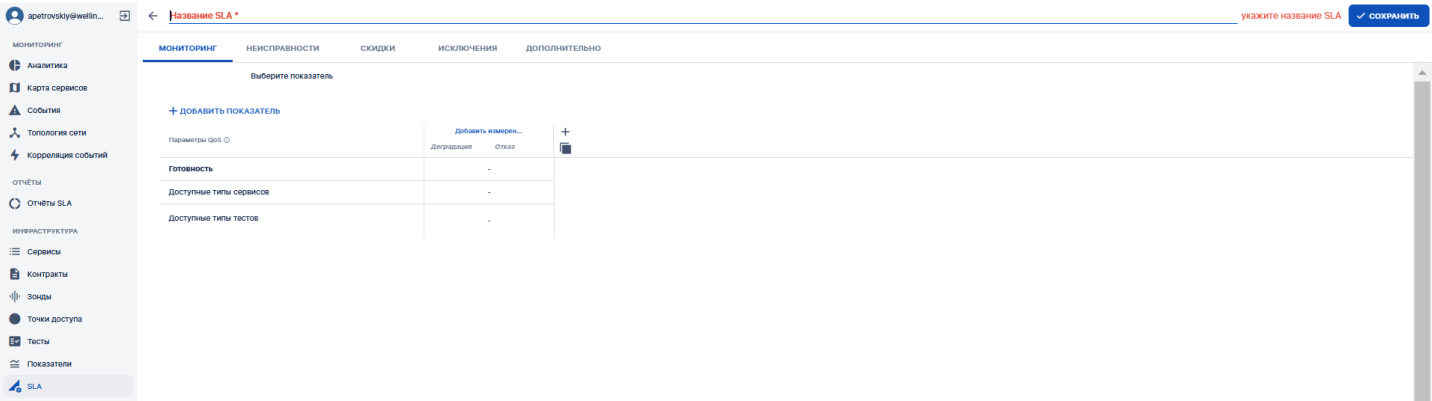 apetrovskiy@wellin...
МОНИТОРИНГ
Аналитика
Карта сервисов
События
Топология сети
Корреляция событий
ОТЧЁТЫ
Отчёты SLA
ИНФРАСТРУКТУРА
Сервисы
Контракты
Зонды
Точки доступа
Тесты
Показатели
SLA
Название SLA *
укажите название SLA
СОХРАНИТЬ
МОНИТОРИНГ НЕИСПРАВНОСТИ СКИДКИ ИСКЛЮЧЕНИЯ ДОПОЛНИТЕЛЬНО
Выберите показатель
+ ДОБАВИТЬ ПОКАЗАТЕЛЬ
Параметры QoS
Добавить измерен... +
Деградация Отказ
Готовность -
Доступные типы сервисов -
Доступные типы тестов -